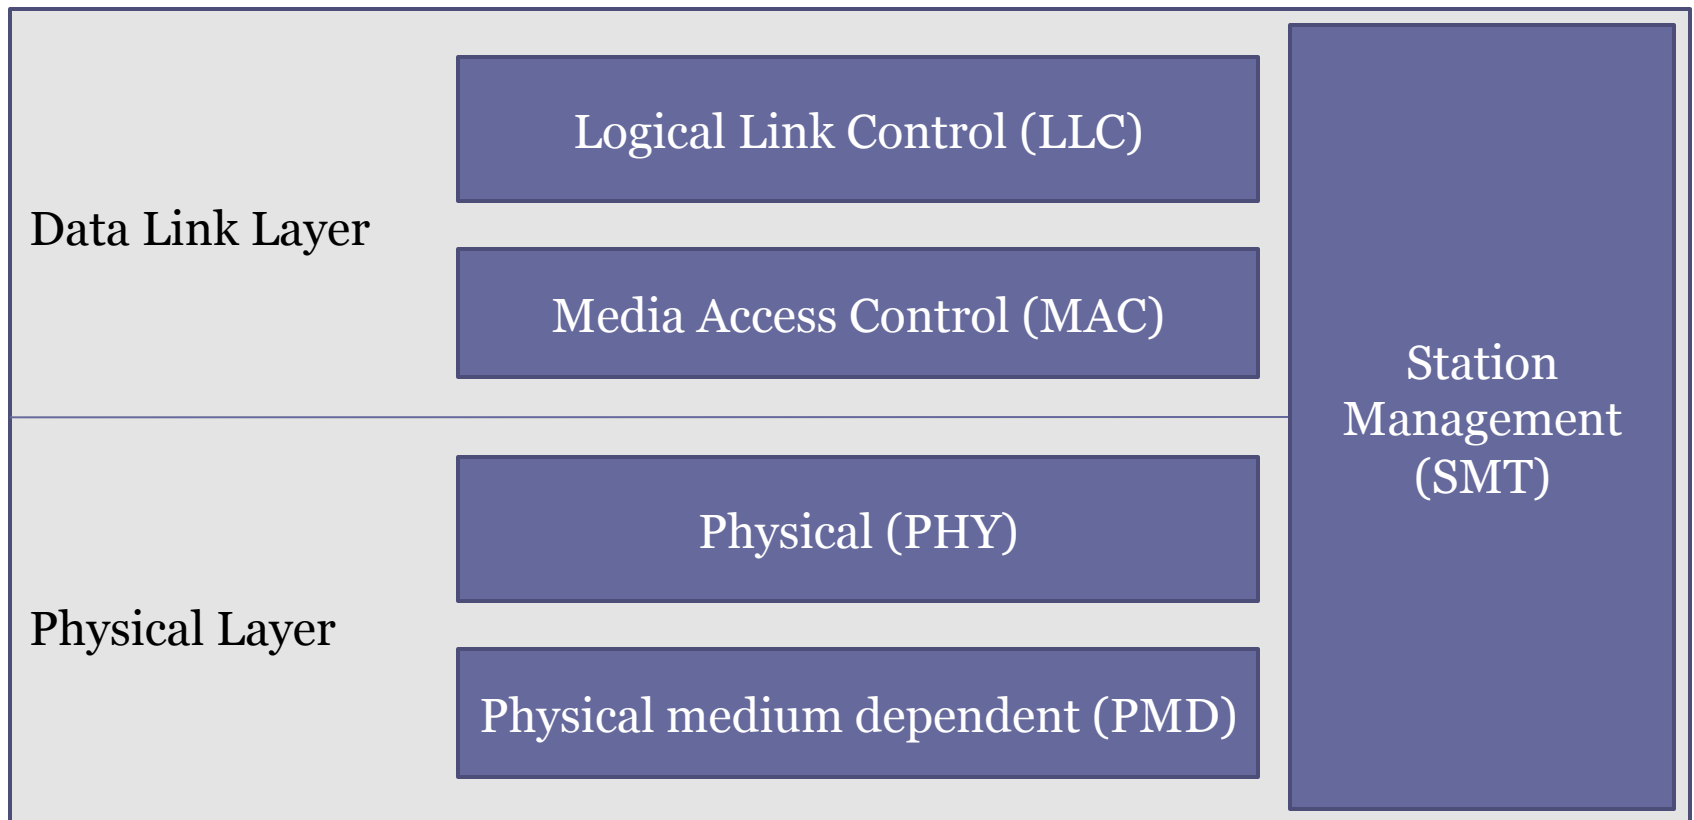 Data Link Layer
Logical Link Control (LLC)
Media Access Control (MAC)
Physical Layer
Physical (PHY)
Physical medium dependent (PMD)
Station
Management
(SMT)